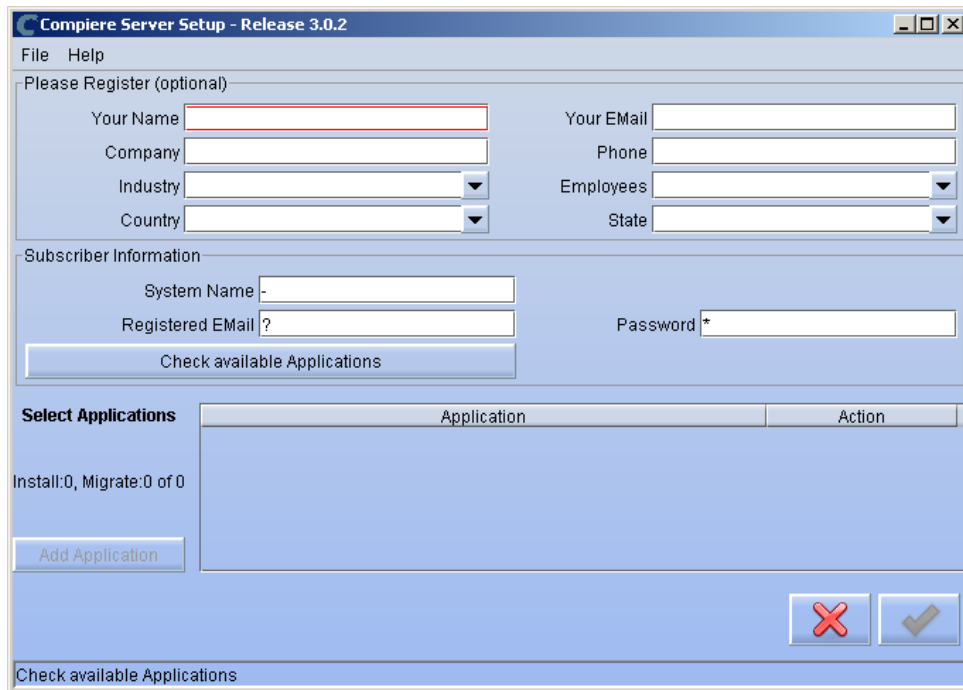 Compiere Server Setup - Release 3.0.2
File Help
Please Register (optional)
Your Name Your EMail
Company Phone
Industry Employees
Country State
Subscriber Information
System Name -
Registered EMail ? Password *
Check available Applications
Select Applications Application Action
Install:0, Migrate:0 of 0
Add Application
Check available Applications